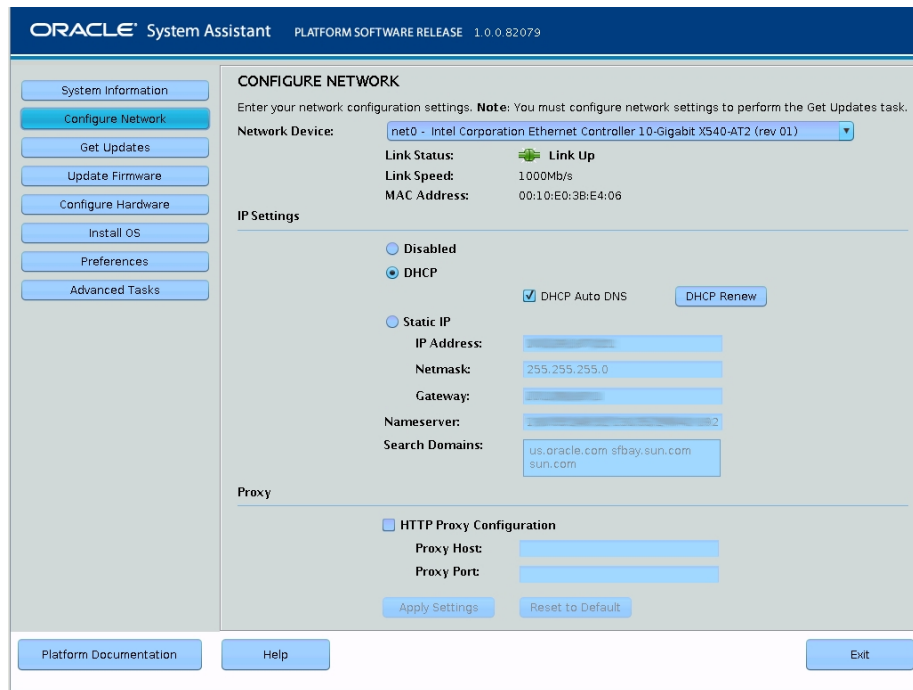 ORACLE® System Assistant PLATFORM SOFTWARE RELEASE 1.0.0.82079
System Information
Configure Network
Get Updates
Update Firmware
Configure Hardware
Install OS
Preferences
Advanced Tasks
CONFIGURE NETWORK
Enter your network configuration settings. Note: You must configure network settings to perform the Get Updates task.
Network Device: net0 - Intel Corporation Ethernet Controller 10-Gigabit X540-AT2 (rev 01)
Link Status: Link Up
Link Speed: 1000Mb/s
MAC Address: 00:10:E0:3B:E4:06
IP Settings
Disabled
DHCP
DHCP Auto DNS DHCP Renew
Static IP
IP Address:
Netmask: 255.255.255.0
Gateway:
Nameserver:
Search Domains: us.oracle.com sfbay.sun.com
sun.com
Proxy
HTTP Proxy Configuration
Proxy Host:
Proxy Port:
Apply Settings Reset to Default
Platform Documentation Help Exit